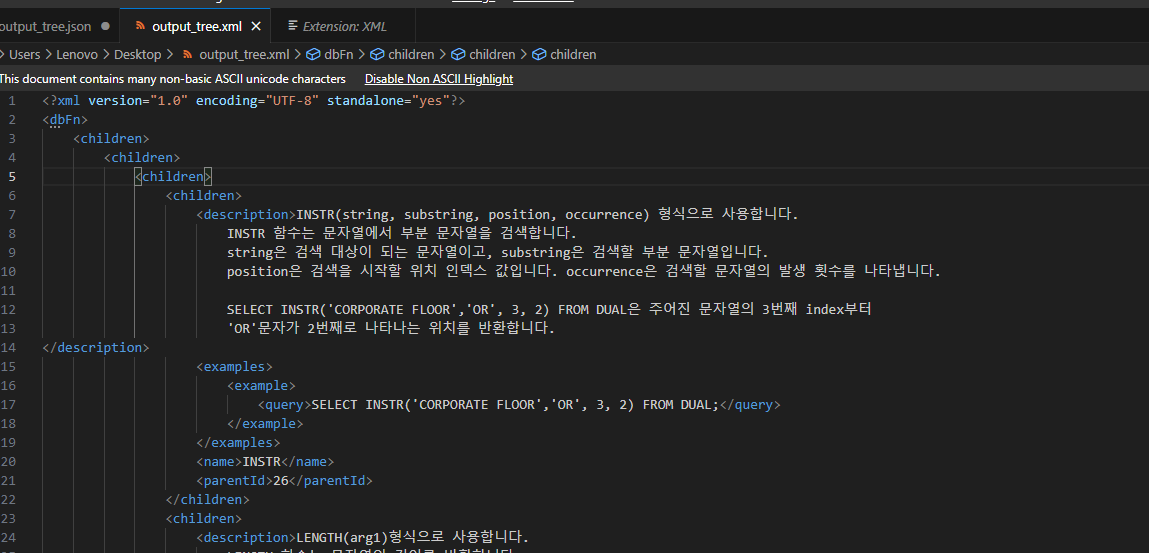 output_tree.json ● output_tree.xml × Extension: XML
> Users > Lenovo > Desktop > output_tree.xml > dbFn > children > children > children
This document contains many non-basic ASCII unicode characters Disable Non ASCII Highlight
1 <?xml version="1.0" encoding="UTF-8" standalone="yes"?>
2 <dbFn>
3 <children>
4 <children>
5 <children>
6 <children>
7 <description>INSTR(string, substring, position, occurrence) 형식으로 사용합니다.
8 INSTR 함수는 문자열에서 부분 문자열을 검색합니다.
9 string은 검색 대상이 되는 문자열이고, substring은 검색할 부분 문자열입니다.
10 position은 검색을 시작할 위치 인덱스 값입니다. occurrence은 검색할 문자열의 발생 횟수를 나타냅니다.
11
12 SELECT INSTR('CORPORATE FLOOR','OR', 3, 2) FROM DUAL은 주어진 문자열의 3번째 index부터
13 'OR'문자가 2번째로 나타나는 위치를 반환합니다.
14 </description>
15 <examples>
16 <example>
17 <query>SELECT INSTR('CORPORATE FLOOR','OR', 3, 2) FROM DUAL;</query>
18 </example>
19 </examples>
20 <name>INSTR</name>
21 <parentId>26</parentId>
22 </children>
23 <children>
24 <description>LENGTH(arg1)형식으로 사용합니다.